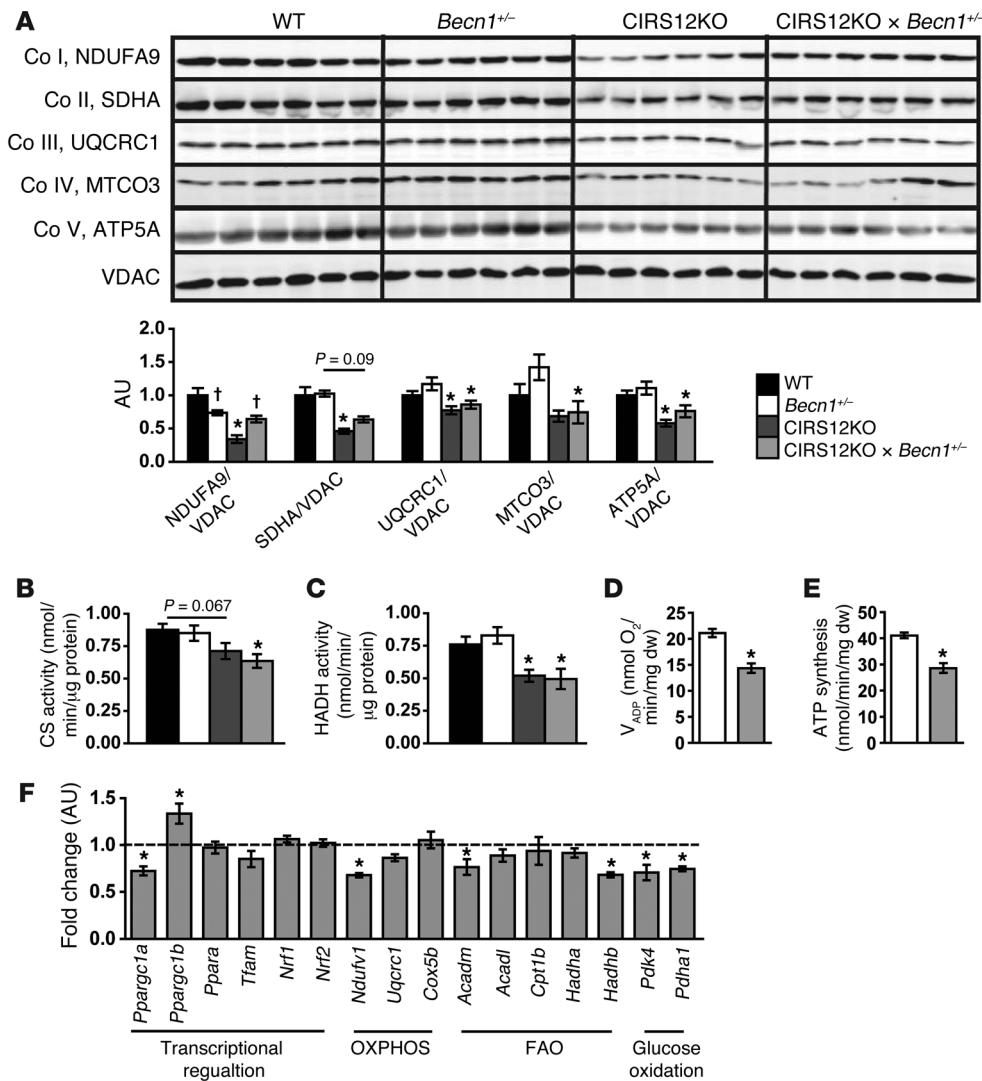 A
WT Becn1+/– CIRS12KO CIRS12KO × Becn1+/–
Co I, NDUFA9
Co II, SDHA
Co III, UQCRC1
Co IV, MTCO3
Co V, ATP5A
VDAC
AU
2.0
1.5
1.0
0.5
0.0
† * †
P = 0.09
*
* *
*
* *
NDUFA9/
VDAC
SDHA/VDAC
UQCRC1/
VDAC
MTCO3/
VDAC
ATP5A/
VDAC
WT
Becn1+/–
CIRS12KO
CIRS12KO × Becn1+/–
B
CS activity (nmol/
min/µg protein)
1.00
0.75
0.50
0.25
0.00
P = 0.067
*
C
HADH activity
(nmol/min/
µg protein)
1.00
0.75
0.50
0.25
0.00
* *
D
VADP (nmol O2/
min/mg dw)
25
20
15
10
5
0
*
E
ATP synthesis
(nmol/min/mg dw)
50
40
30
20
10
0
*
F
Fold change (AU)
1.5
1.0
0.5
0.0
* * * * * * *
Ppargc1a
Ppargc1b
Ppara
Tfam
Nrf1
Nrf2
Ndufv1
Uqcrc1
Cox5b
Acadm
Acadl
Cpt1b
Hadha
Hadhb
Pdk4
Pdha1
Transcriptional
regualtion
OXPHOS
FAO
Glucose
oxidation